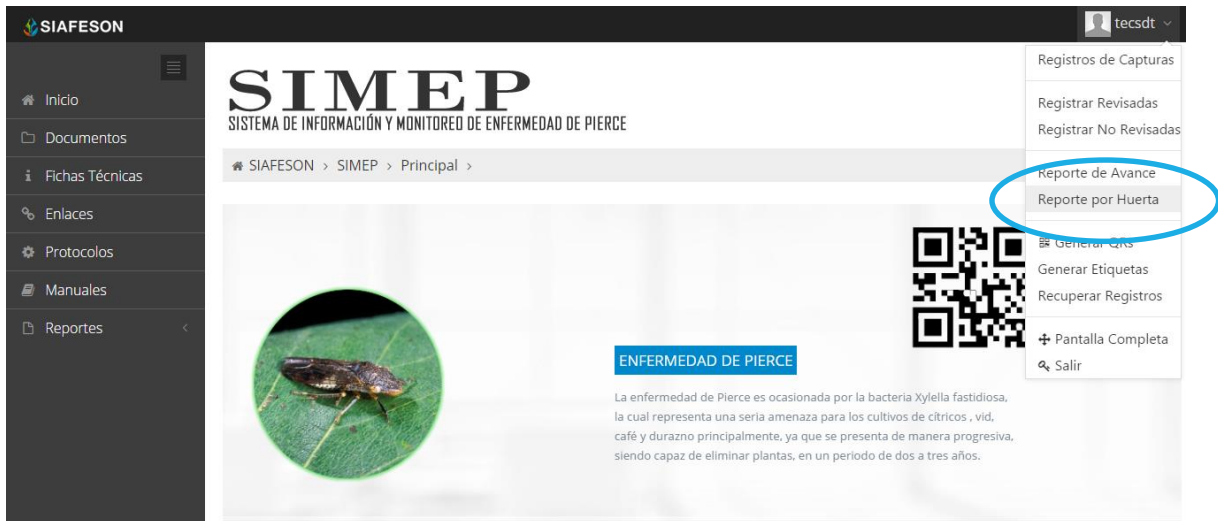 SIAFESON
tecsdt
Inicio
Documentos
Fichas Técnicas
Enlaces
Protocolos
Manuales
Reportes
SIMEP
SISTEMA DE INFORMACIÓN Y MONITOREO DE ENFERMEDAD DE PIERCE
SIAFESON > SIMEP > Principal >
ENFERMEDAD DE PIERCE
La enfermedad de Pierce es ocasionada por la bacteria Xylella fastidiosa,
la cual representa una seria amenaza para los cultivos de cítricos , vid,
café y durazno principalmente, ya que se presenta de manera progresiva,
siendo capaz de eliminar plantas, en un periodo de dos a tres años.
Registros de Capturas
Registrar Revisadas
Registrar No Revisadas
Reporte de Avance
Reporte por Huerta
Generar QRs
Generar Etiquetas
Recuperar Registros
Pantalla Completa
Salir